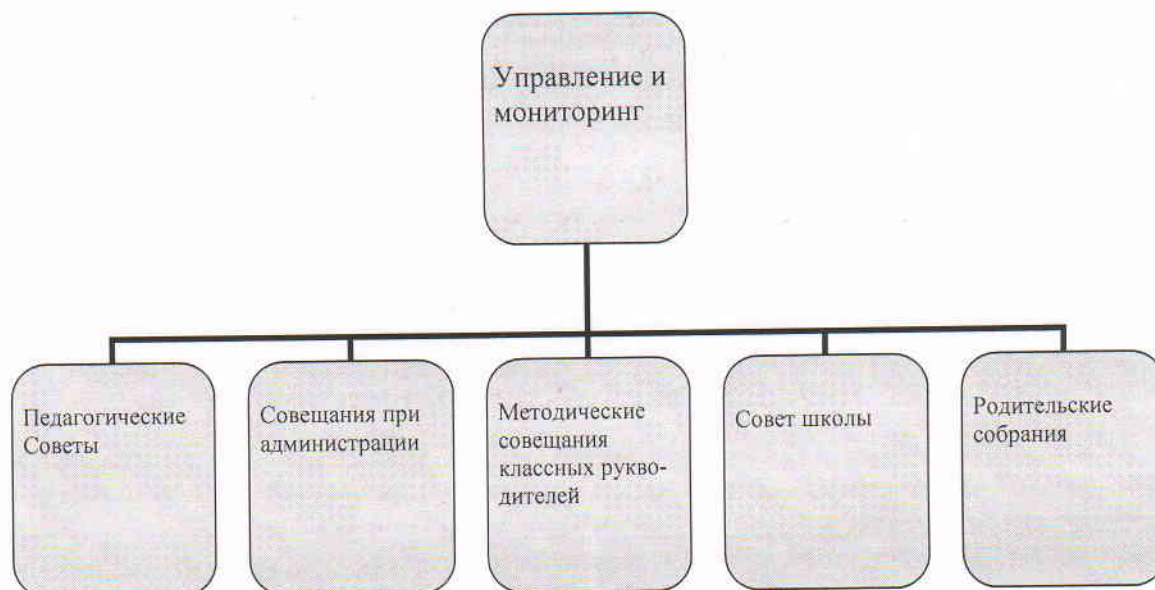 Управление и
мониторинг
Педагогические
Советы
Совещания при
администрации
Методические
совещания
классных рукво-
дителей
Совет школы
Родительские
собрания